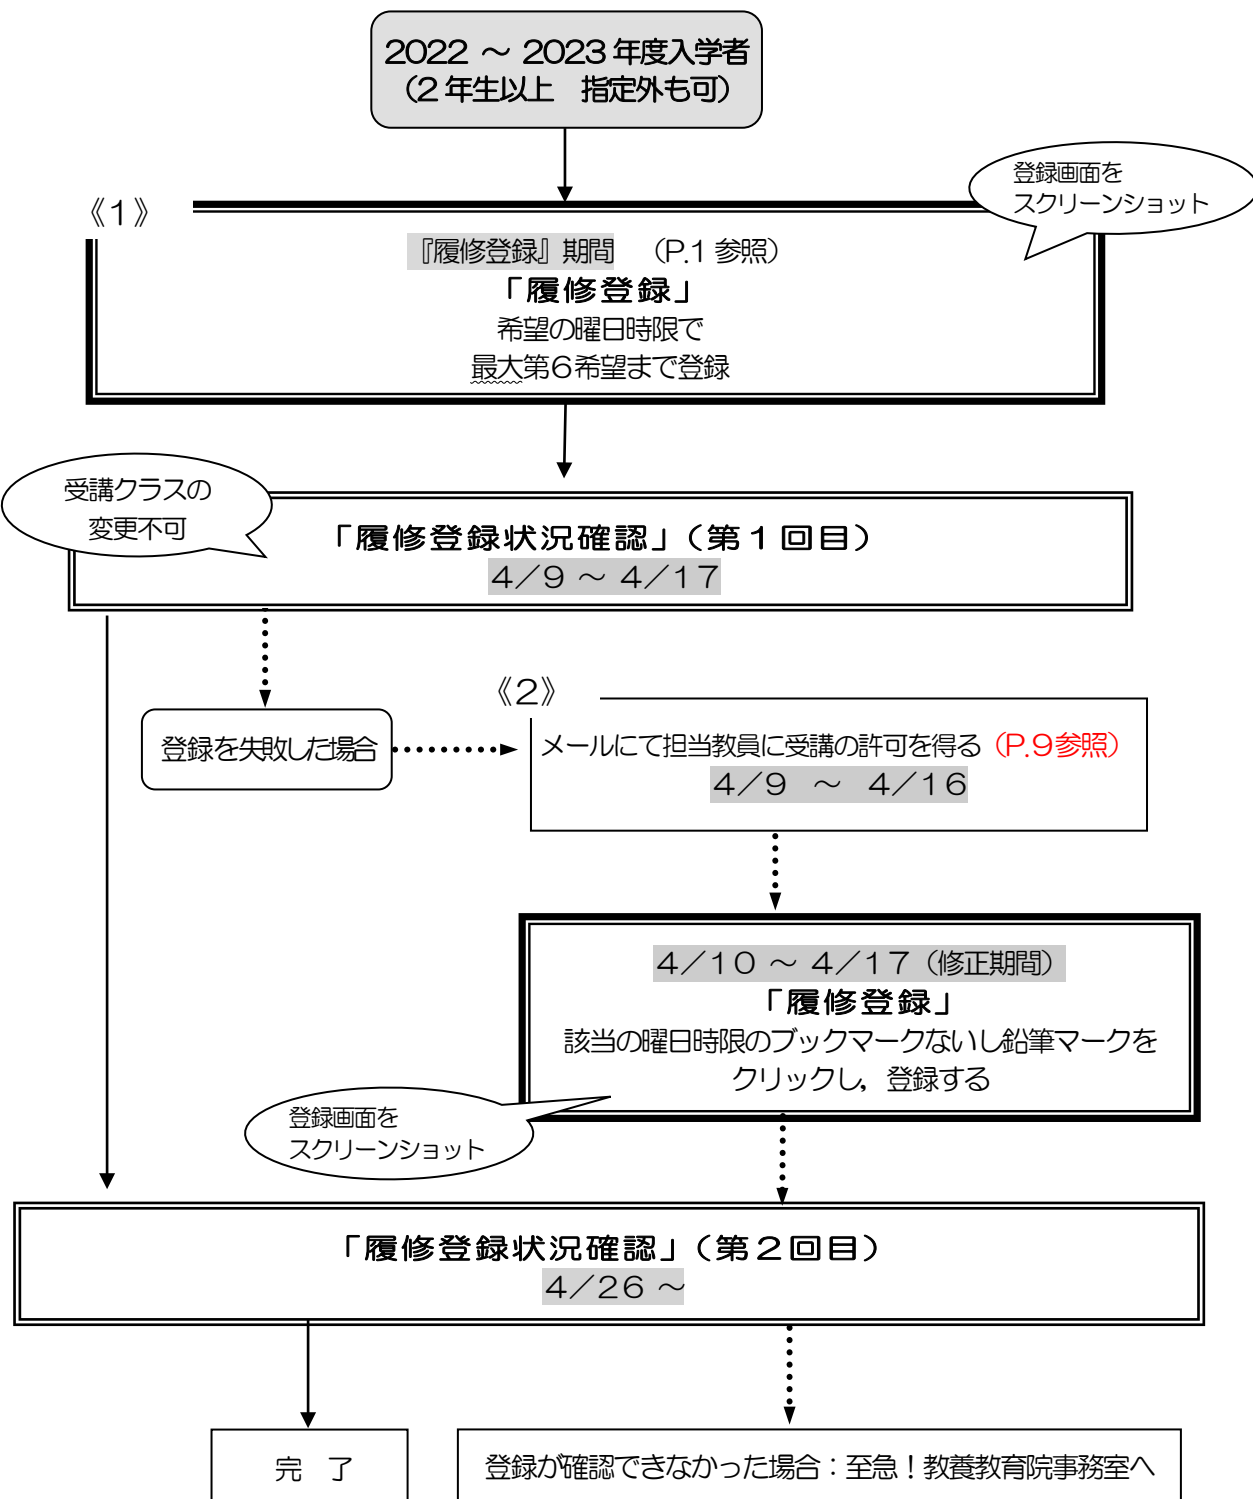 2022 ～ 2023年度入学者
（2年生以上　指定外も可）
登録画面を
スクリーンショット
《1》
『履修登録』期間　（P.1 参照）
「履修登録」
希望の曜日時限で
最大第6希望まで登録
受講クラスの
変更不可
「履修登録状況確認」（第１回目）
4／9 ～ 4／17
《2》
登録を失敗した場合
メールにて担当教員に受講の許可を得る（P.9参照）
4／9　～　4／16
4／10 ～ 4／17（修正期間）
「履修登録」
該当の曜日時限のブックマークないし鉛筆マークを
クリックし，登録する
登録画面を
スクリーンショット
「履修登録状況確認」（第２回目）
4／26 ～
完　了
登録が確認できなかった場合：至急！教養教育院事務室へ